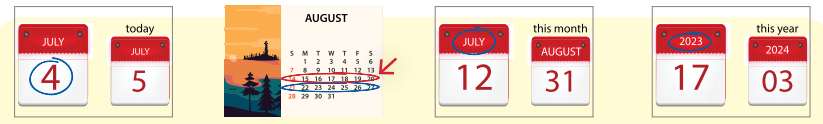 today
JULY
4
JULY
5
AUGUST
S M T W T F S
1 2 3 4 5 6
7 8 9 10 11 12 13
14 15 16 17 18 19 20
21 22 23 24 25 26 27
28 29 30 31
this month
JULY
12
AUGUST
31
this year
2023
17
2024
03